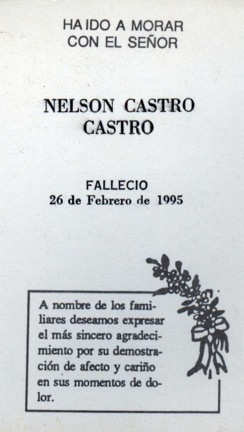 HA IDO A MORAR
CON EL SEÑOR
NELSON CASTRO
CASTRO
FALLECIO
26 de Febrero de 1995
A nombre de los fami-
liares deseamos expresar
el más sincero agradeci-
miento por su demostra-
ción de afecto y cariño
en sus momentos de do-
lor.